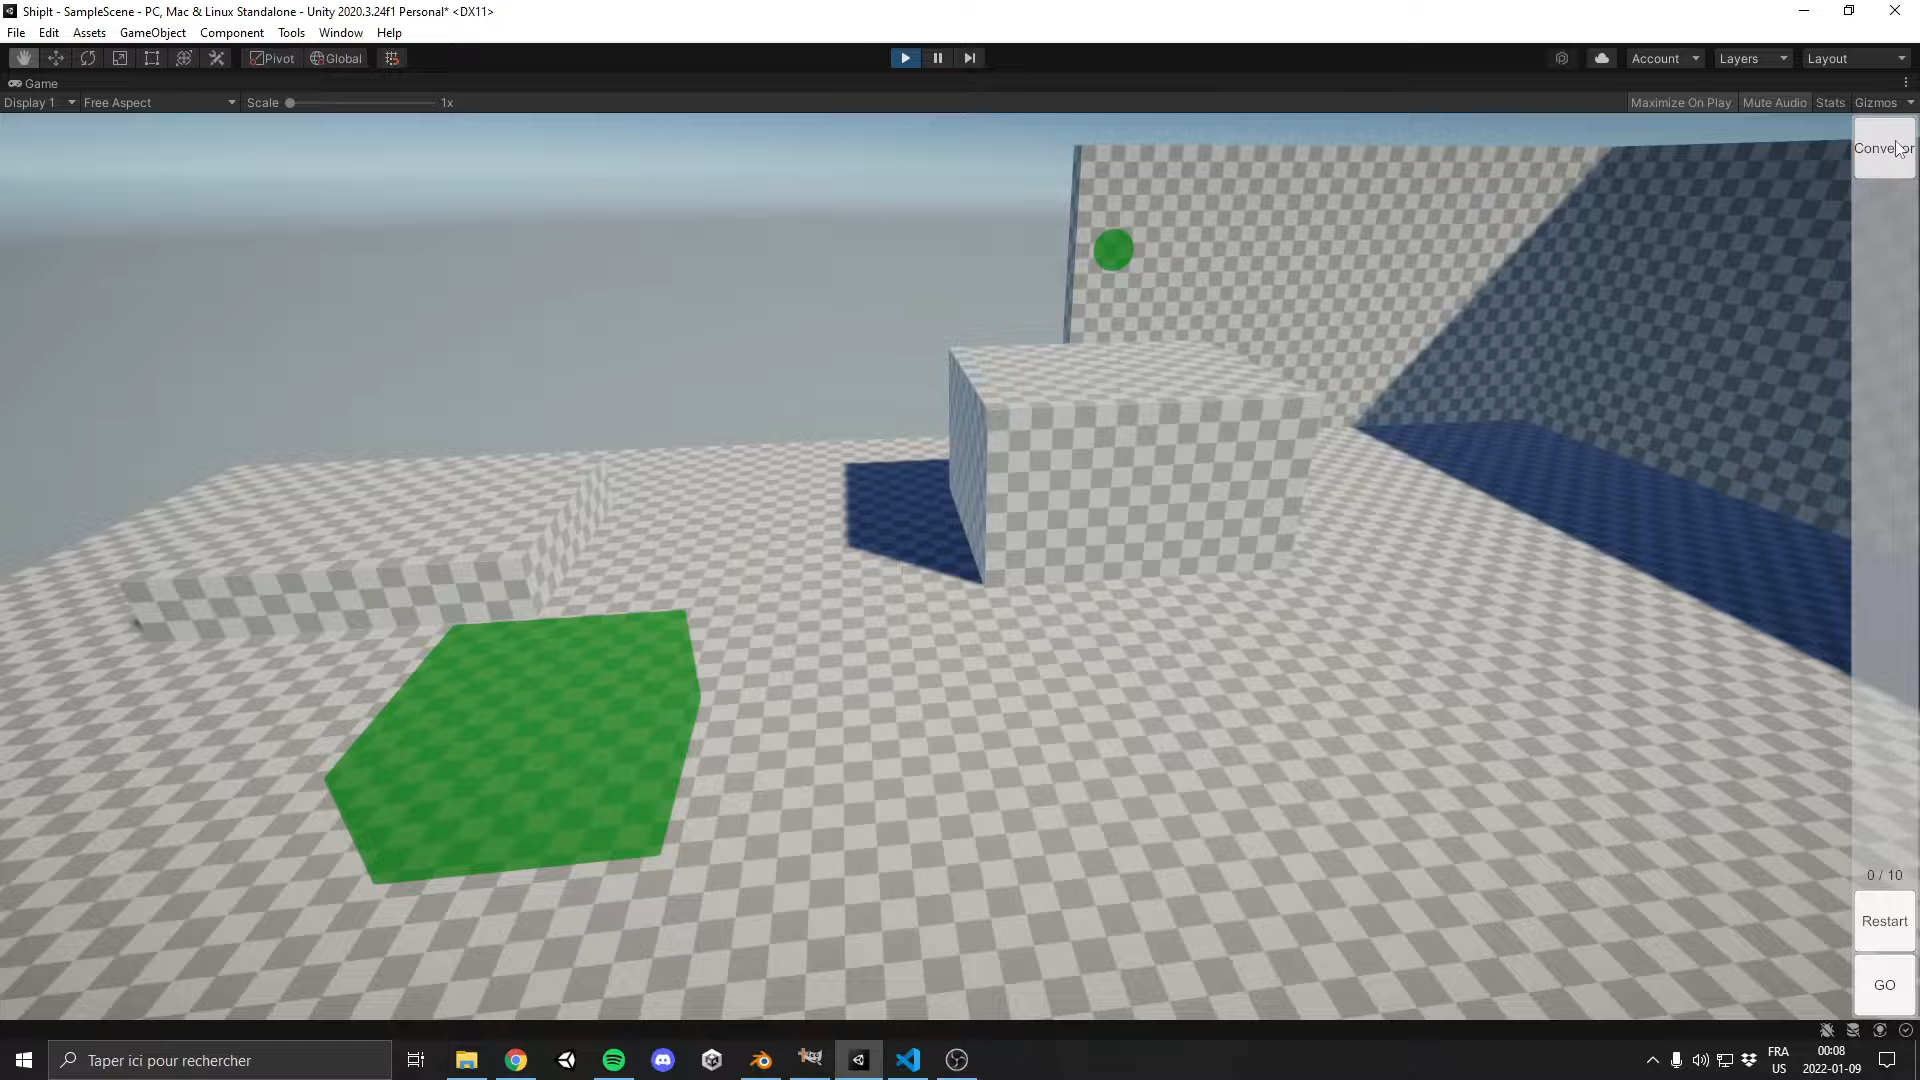 ShipIt - SampleScene - PC, Mac & Linux Standalone - Unity 2020.3.24f1 Personal* <DX11>
File Edit Assets GameObject Component Tools Window Help
Pivot Global Account Layers Layout
Game
Display 1 Free Aspect Scale 1x Maximize On Play Mute Audio Stats Gizmos
0 / 10
Restart
GO
Taper ici pour rechercher
FRA
US
00:08
2022-01-09